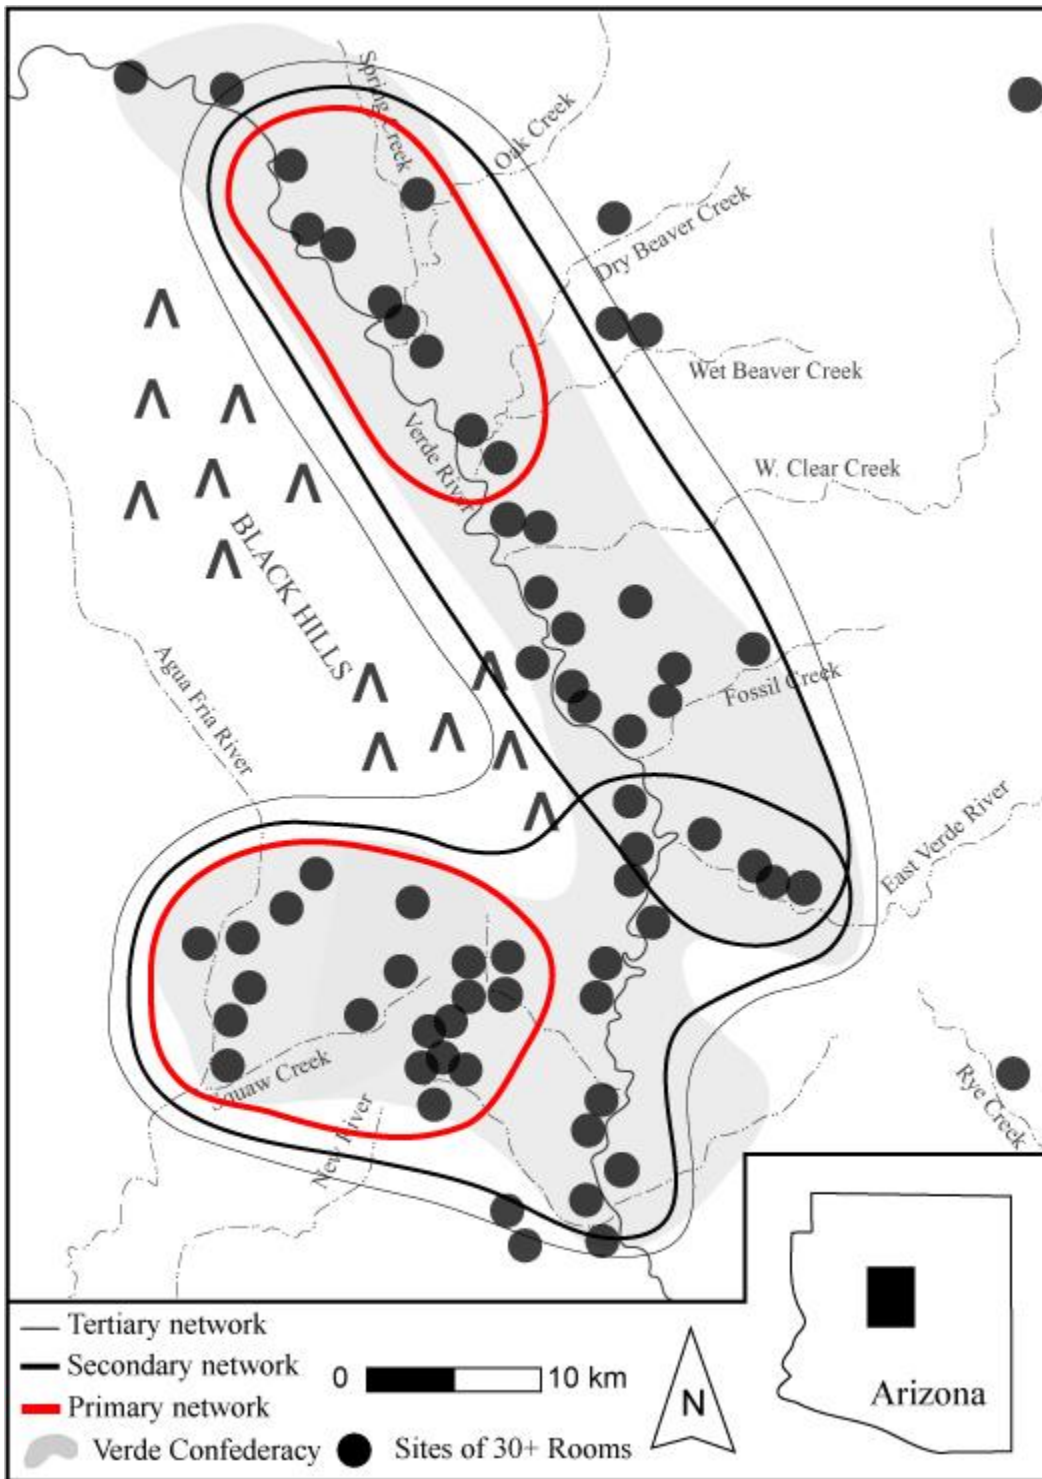 Spring Creek
Oak Creek
Dry Beaver Creek
Wet Beaver Creek
Verde River
W. Clear Creek
BLACK HILLS
Agua Fria River
Fossil Creek
East Verde River
Squaw Creek
New River
Rye Creek
Tertiary network
Secondary network
0 10 km
Primary network
N
Arizona
Verde Confederacy
Sites of 30+ Rooms